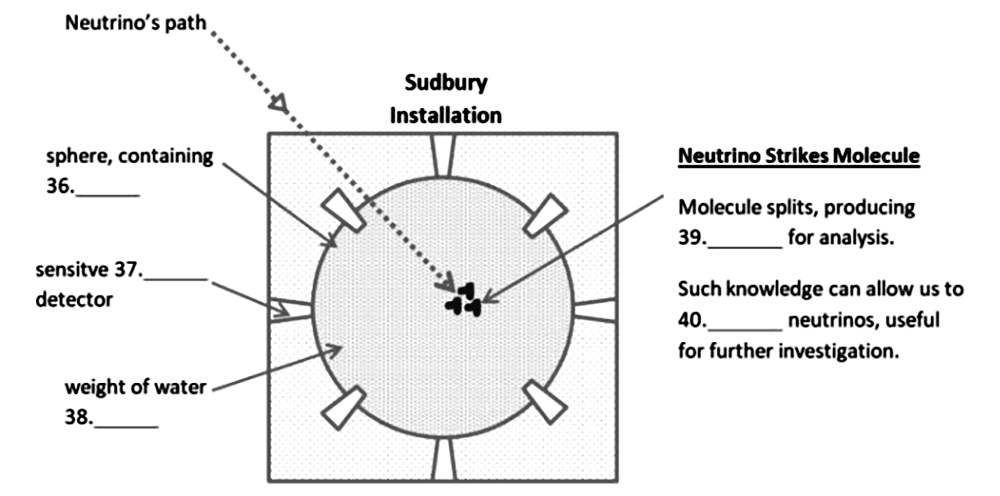 Neutrino's path
Sudbury
Installation
sphere, containing
36.______
sensitve 37.______
detector
weight of water
38.______
Neutrino Strikes Molecule
Molecule splits, producing
39.______ for analysis.
Such knowledge can allow us to
40.______ neutrinos, useful
for further investigation.